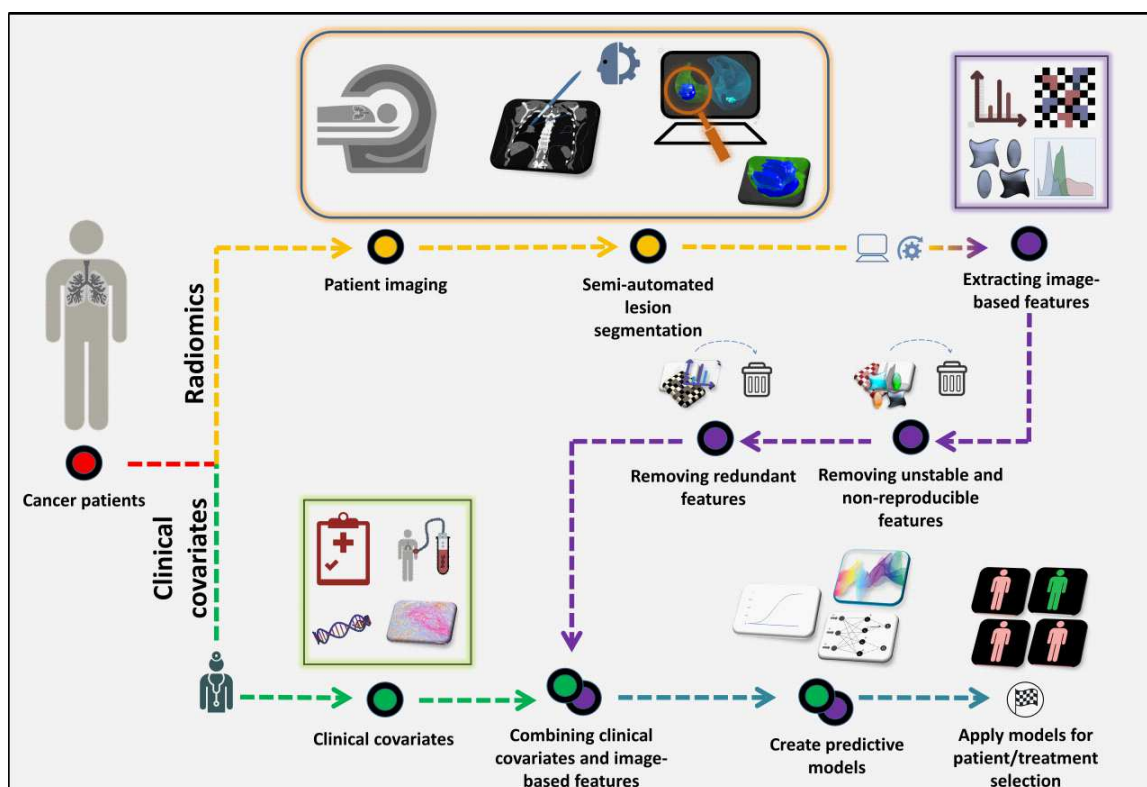 Radiomics
Patient imaging
Semi-automated
lesion
segmentation
Extracting image-
based features
Cancer patients
Removing redundant
features
Removing unstable and
non-reproducible
features
Clinical
covariates
Clinical covariates
Combining clinical
covariates and image-
based features
Create predictive
models
Apply models for
patient/treatment
selection